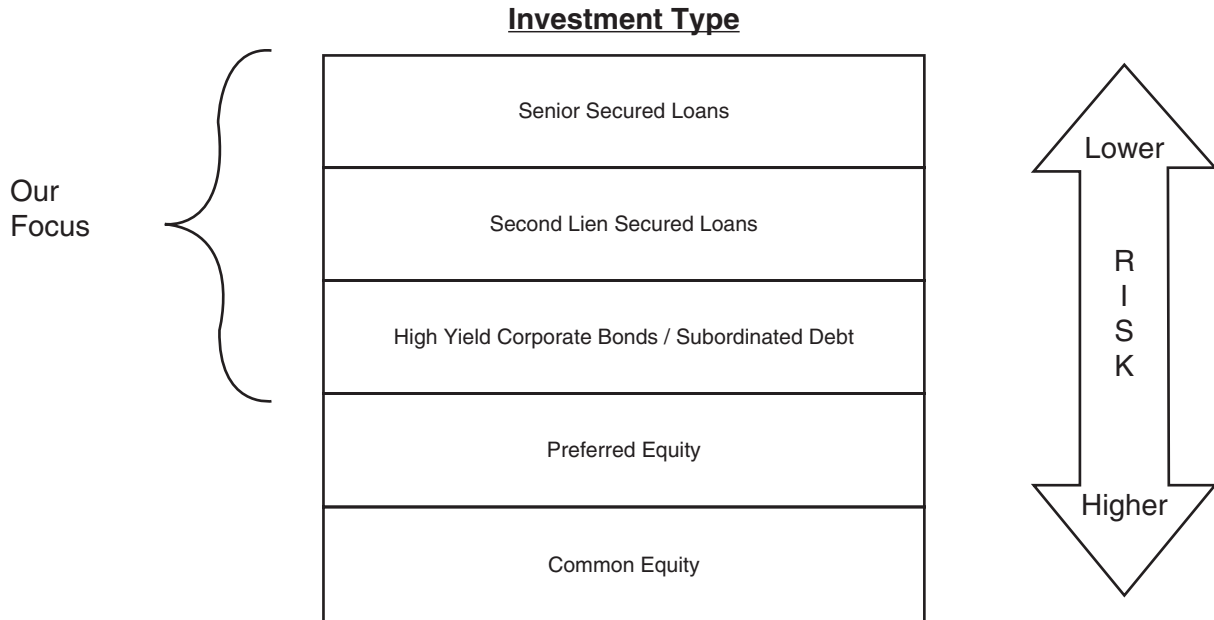 Investment Type
Senior Secured Loans
Lower
Our
Focus
Second Lien Secured Loans
R
I
S
K
High Yield Corporate Bonds / Subordinated Debt
Preferred Equity
Higher
Common Equity